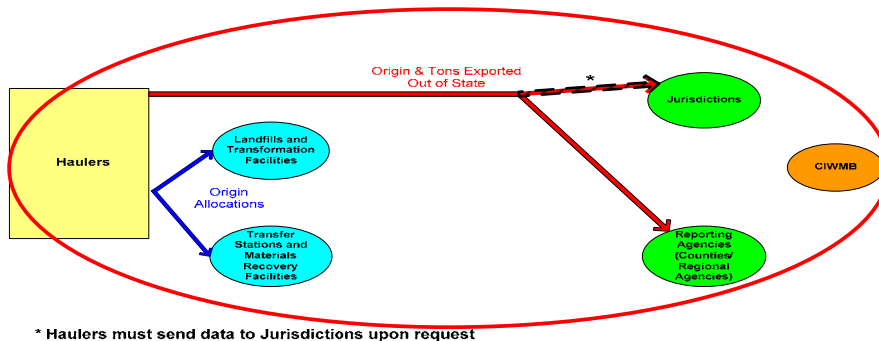 Origin & Tons Exported
Out of State
*
Jurisdictions
Haulers
Landfills and
Transformation
Facilities
CIWMB
Origin
Allocations
Transfer
Stations and
Materials
Recovery
Facilities
Reporting
Agencies
(Counties/
Regional
Agencies)
* Haulers must send data to Jurisdictions upon request